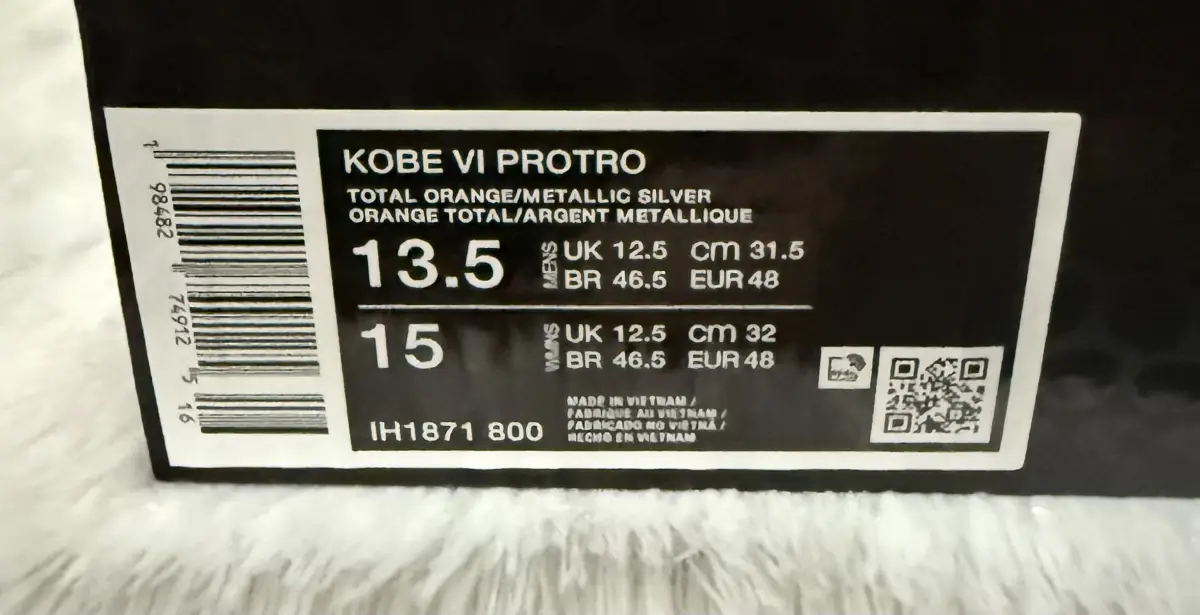 1 98482 74912 5 16
KOBE VI PROTRO
TOTAL ORANGE/METALLIC SILVER
ORANGE TOTAL/ARGENT METALLIQUE
13.5 MENS UK 12.5 cm 31.5
BR 46.5 EUR 48
15 WMNS UK 12.5 cm 32
BR 46.5 EUR 48
IH1871 800
MADE IN VIETNAM /
FABRIQUE AU VIETNAM /
FABRICADO NO VIETNÃ /
HECHO EN VIETNAM